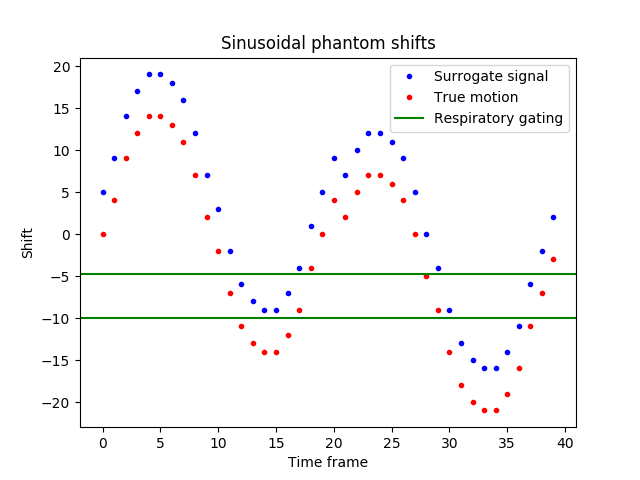 Sinusoidal phantom shifts
Surrogate signal
True motion
Respiratory gating
20
15
10
5
0
−5
−10
−15
−20
Shift
0 5 10 15 20 25 30 35 40
Time frame